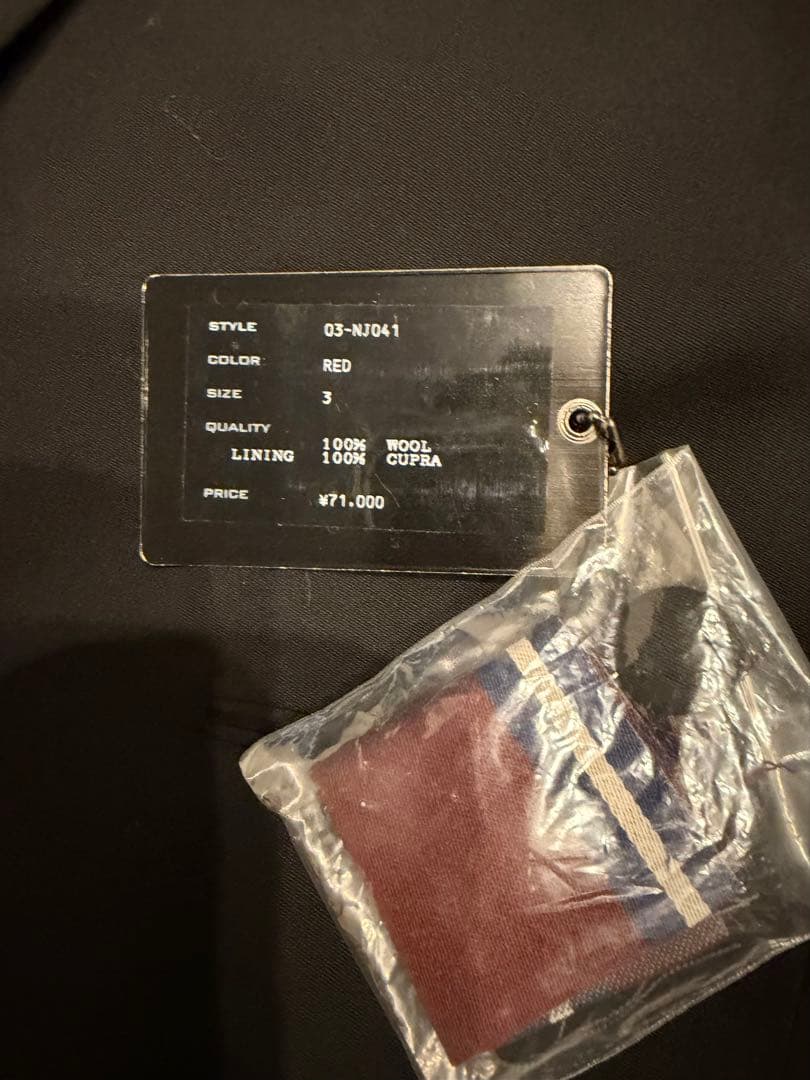 STYLE 03-NJ041
COLOR RED
SIZE 3
QUALITY
100% WOOL
LINING 100% CUPRA
PRICE ¥71.000